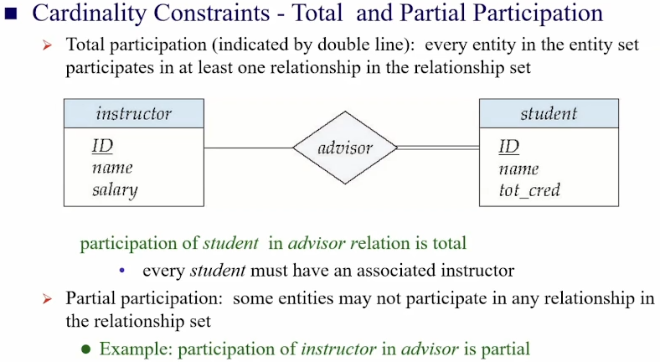 Cardinality Constraints - Total and Partial Participation
Total participation (indicated by double line): every entity in the entity set
participates in at least one relationship in the relationship set
instructor
ID
name
salary
advisor
student
ID
name
tot_cred
participation of student in advisor relation is total
every student must have an associated instructor
Partial participation: some entities may not participate in any relationship in
the relationship set
Example: participation of instructor in advisor is partial